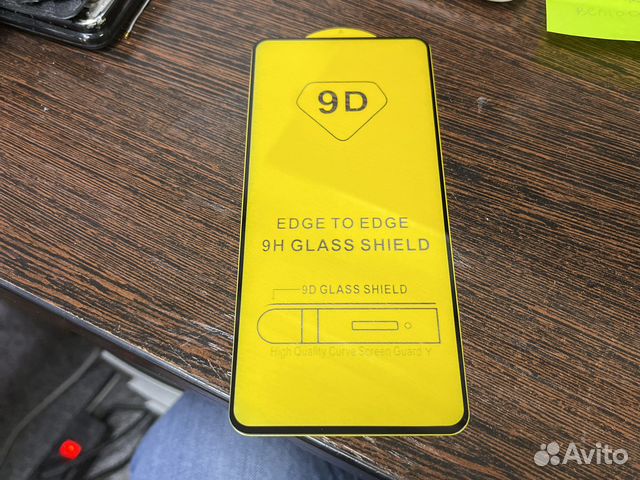 9D
EDGE TO EDGE
9H GLASS SHIELD
9D GLASS SHIELD
High Quality Curve Screen Guard Y
Avito